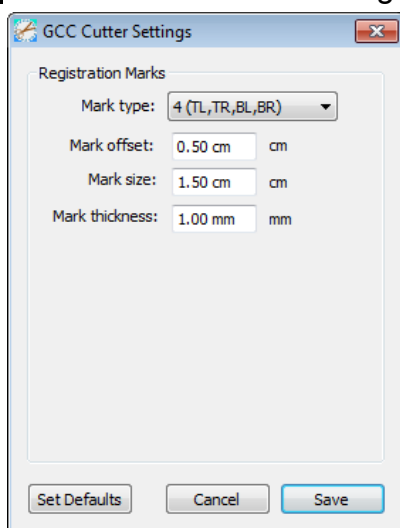 GCC Cutter Settings
Registration Marks
Mark type: 4 (TL,TR,BL,BR)
Mark offset: 0.50 cm cm
Mark size: 1.50 cm cm
Mark thickness: 1.00 mm mm
Set Defaults Cancel Save